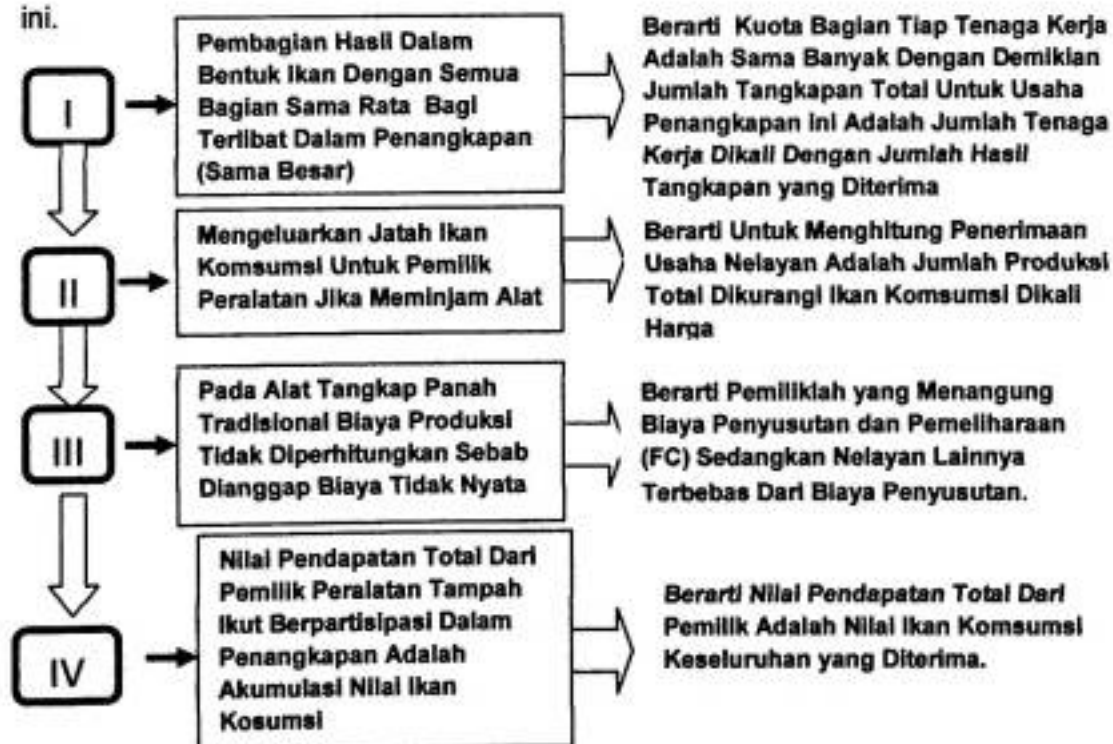 ini.
I
Pembagian Hasil Dalam
Bentuk Ikan Dengan Semua
Bagian Sama Rata Bagi
Terlibat Dalam Penangkapan
(Sama Besar)
Berarti Kuota Bagian Tiap Tenaga Kerja
Adalah Sama Banyak Dengan Demikian
Jumlah Tangkapan Total Untuk Usaha
Penangkapan ini Adalah Jumlah Tenaga
Kerja Dikali Dengan Jumlah Hasil
Tangkapan yang Diterima
II
Mengeluarkan Jatah Ikan
Komsumsi Untuk Pemilik
Peralatan Jika Meminjam Alat
Berarti Untuk Menghitung Penerimaan
Usaha Nelayan Adalah Jumlah Produksi
Total Dikurangi Ikan Komsumsi Dikali
Harga
III
Pada Alat Tangkap Panah
Tradisional Biaya Produksi
Tidak Diperhitungkan Sebab
Dianggap Biaya Tidak Nyata
Berarti Pemiliklah yang Menangung
Biaya Penyusutan dan Pemeliharaan
(FC) Sedangkan Nelayan Lainnya
Terbebas Dari Biaya Penyusutan.
IV
Nilai Pendapatan Total Dari
Pemilik Peralatan Tampah
Ikut Berpartisipasi Dalam
Penangkapan Adalah
Akumulasi Nilai Ikan
Kosumsi
Berarti Nilai Pendapatan Total Dari
Pemilik Adalah Nilai Ikan Komsumsi
Keseluruhan yang Diterima.